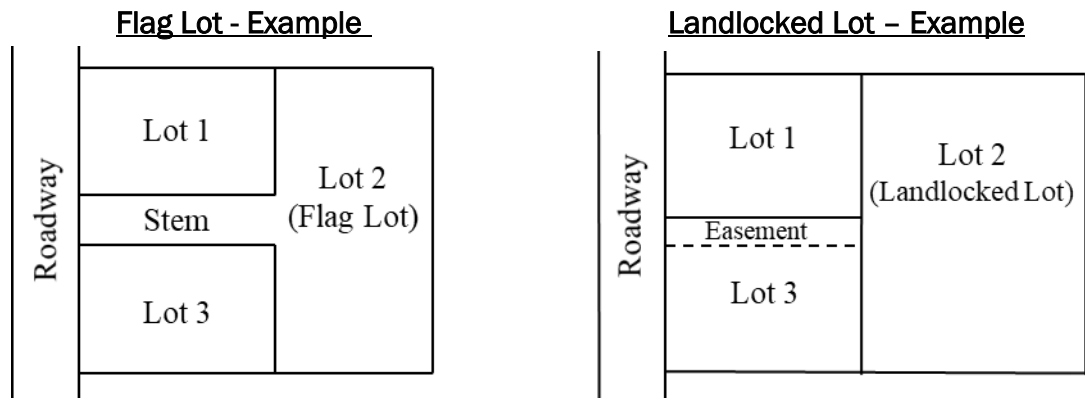 Flag Lot - Example
Roadway
Lot 1
Stem
Lot 2
(Flag Lot)
Lot 3
Landlocked Lot – Example
Roadway
Lot 1
Easement
Lot 2
(Landlocked Lot)
Lot 3